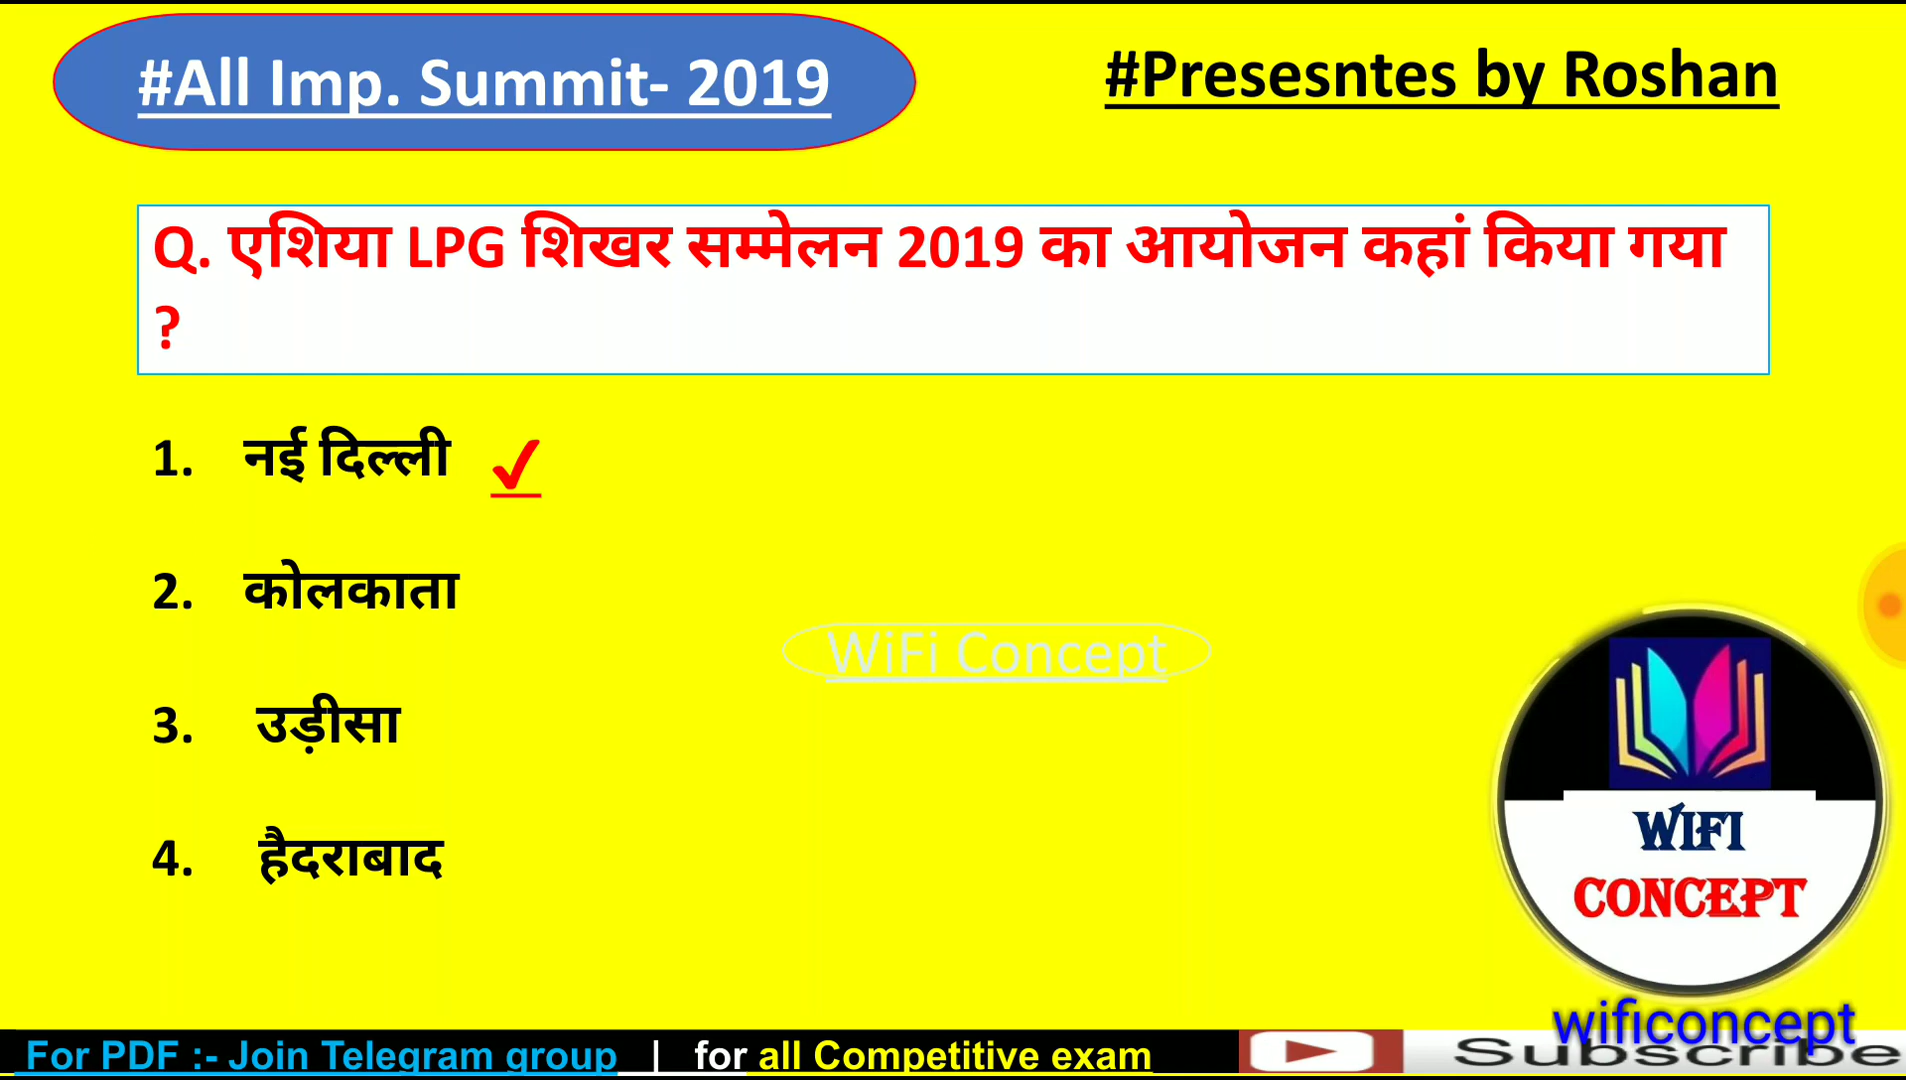 #All Imp. Summit- 2019
#Presesntes by Roshan
Q. एशिया LPG शिखर सम्मेलन 2019 का आयोजन कहां किया गया
?
1. नई दिल्ली ✓
2. कोलकाता
3. उड़ीसा
4. हैदराबाद
WiFi Concept
WIFI
CONCEPT
wificoncept
For PDF :- Join Telegram group | for all Competitive exam
Subscribe